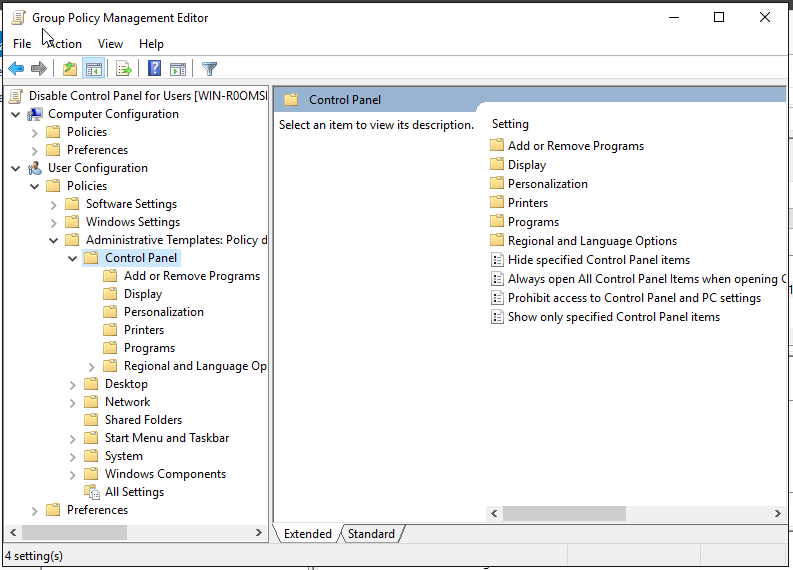 Group Policy Management Editor
File Action View Help
Disable Control Panel for Users [WIN-R0OMSI
Computer Configuration
Policies
Preferences
User Configuration
Policies
Software Settings
Windows Settings
Administrative Templates: Policy d
Control Panel
Add or Remove Programs
Display
Personalization
Printers
Programs
Regional and Language Op
Desktop
Network
Shared Folders
Start Menu and Taskbar
System
Windows Components
All Settings
Preferences
Control Panel
Select an item to view its description.
Setting
Add or Remove Programs
Display
Personalization
Printers
Programs
Regional and Language Options
Hide specified Control Panel items
Always open All Control Panel Items when opening C
Prohibit access to Control Panel and PC settings
Show only specified Control Panel items
Extended Standard
4 setting(s)